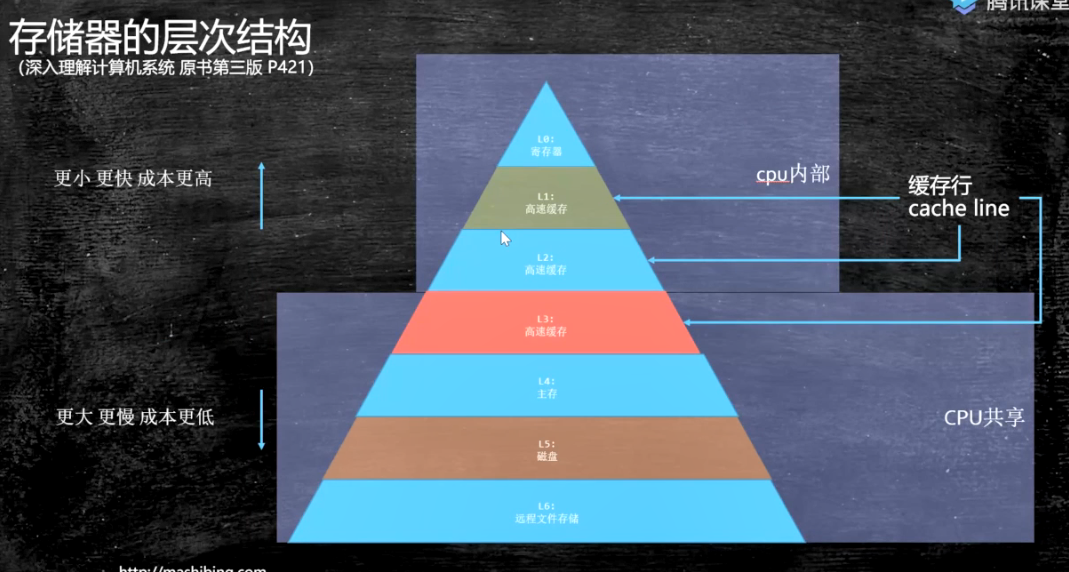 腾讯课堂
存储器的层次结构
（深入理解计算机系统 原书第三版 P421）
L0:
寄存器
更小 更快 成本更高
cpu内部
缓存行
cache line
L1:
高速缓存
L2:
高速缓存
L3:
高速缓存
L4:
主存
更大 更慢 成本更低
CPU共享
L5:
磁盘
L6:
远程文件存储
http://mashibing.com